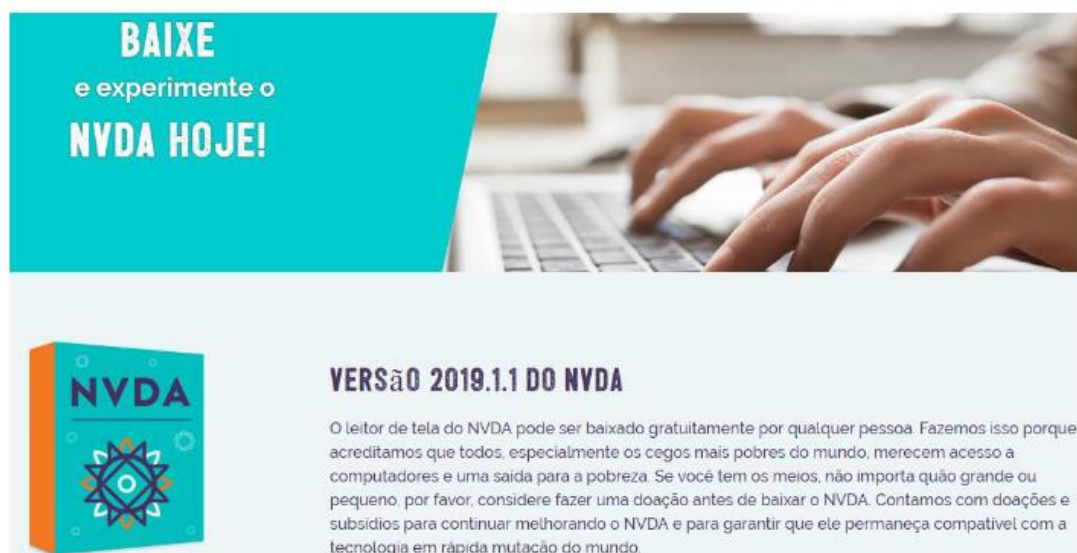 BAIXE
e experimente o
NVDA HOJE!
NVDA
VERSãO 2019.1.1 DO NVDA
O leitor de tela do NVDA pode ser baixado gratuitamente por qualquer pessoa. Fazemos isso porque
acreditamos que todos, especialmente os cegos mais pobres do mundo, merecem acesso a
computadores e uma saída para a pobreza. Se você tem os meios, não importa quão grande ou
pequeno, por favor, considere fazer uma doação antes de baixar o NVDA. Contamos com doações e
subsídios para continuar melhorando o NVDA e para garantir que ele permaneça compatível com a
tecnologia em rápida mutação do mundo.